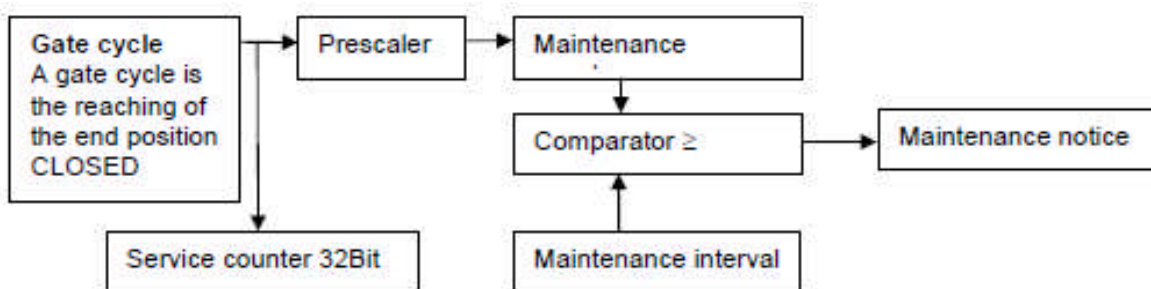 Gate cycle
A gate cycle is
the reaching of
the end position
CLOSED
Prescaler
Maintenance
Comparator ≥
Maintenance notice
Service counter 32Bit
Maintenance interval